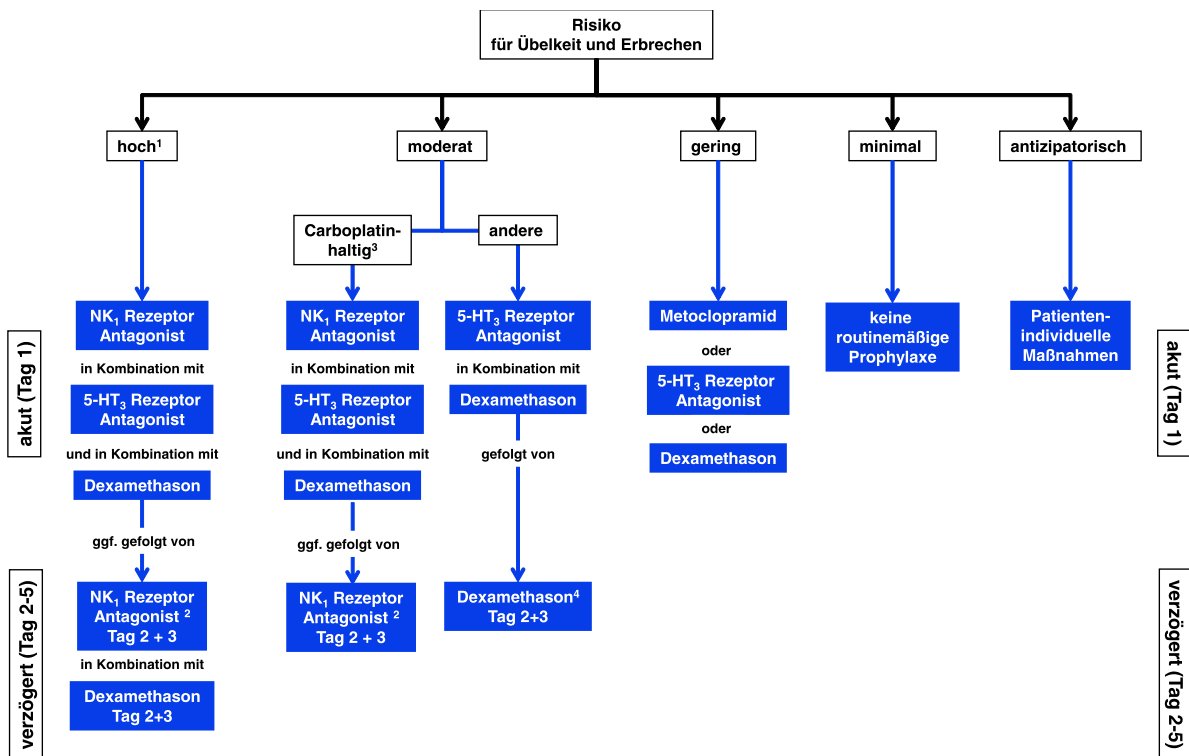 Risiko
für Übelkeit und Erbrechen
hoch¹
moderat
gering
minimal
antizipatorisch
Carboplatin-
haltig³
andere
akut (Tag 1)
NK₁ Rezeptor
Antagonist
in Kombination mit
5-HT₃ Rezeptor
Antagonist
und in Kombination mit
Dexamethason
ggf. gefolgt von
verzögert (Tag 2-5)
NK₁ Rezeptor
Antagonist ²
Tag 2 + 3
in Kombination mit
Dexamethason
Tag 2+3
NK₁ Rezeptor
Antagonist
in Kombination mit
5-HT₃ Rezeptor
Antagonist
und in Kombination mit
Dexamethason
ggf. gefolgt von
NK₁ Rezeptor
Antagonist ²
Tag 2 + 3
5-HT₃ Rezeptor
Antagonist
in Kombination mit
Dexamethason
gefolgt von
Dexamethason⁴
Tag 2+3
Metoclopramid
oder
5-HT₃ Rezeptor
Antagonist
oder
Dexamethason
keine
routinemäßige
Prophylaxe
Patienten-
individuelle
Maßnahmen
akut (Tag 1)
verzögert (Tag 2-5)